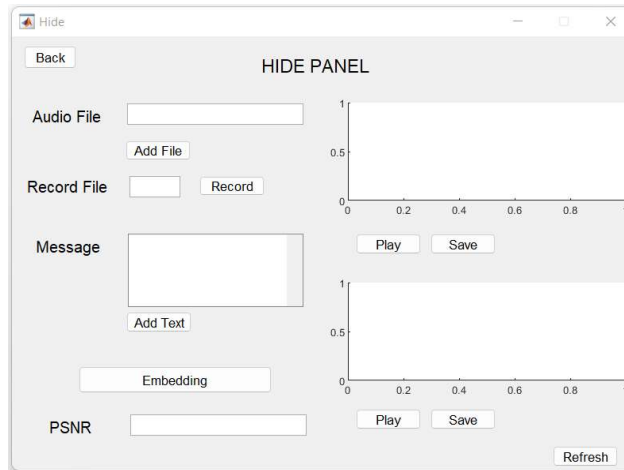 Hide
Back
HIDE PANEL
Audio File
Add File
Record File
Record
Message
Add Text
Embedding
PSNR
1
0.5
0
0
0.2
0.4
0.6
0.8
1
Play
Save
1
0.5
0
0
0.2
0.4
0.6
0.8
1
Play
Save
Refresh